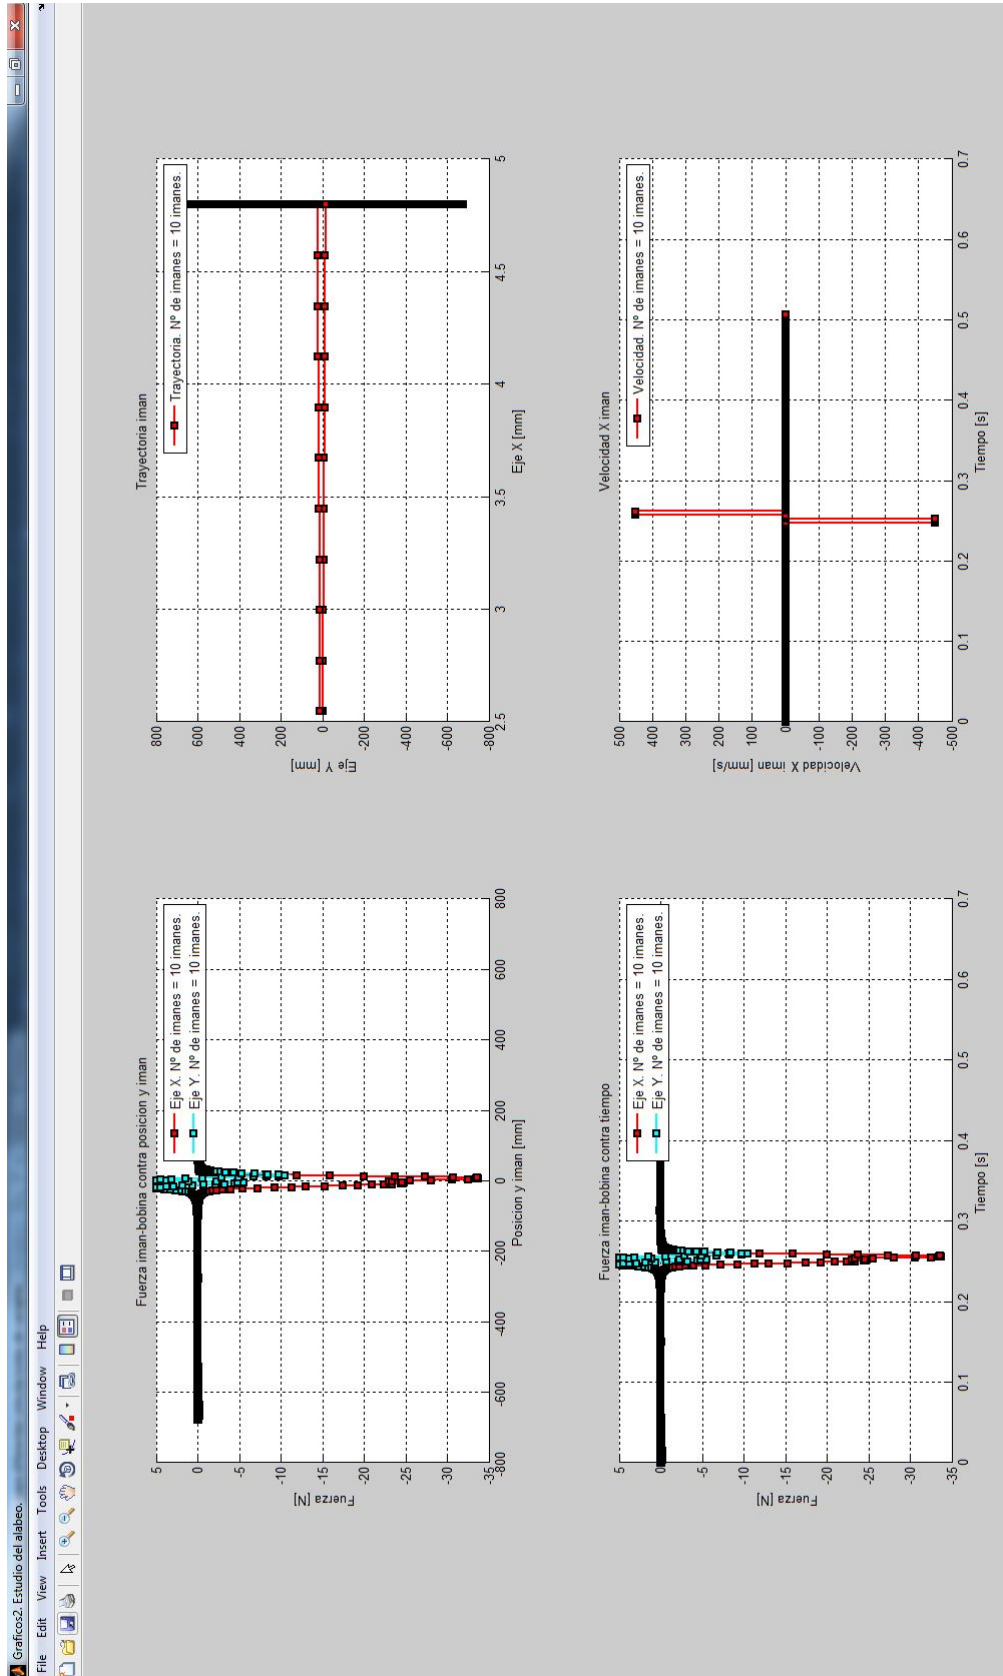 Graficos2. Estudio del alabeo.
File Edit View Insert Tools Desktop Window Help
Fuerza iman-bobina contra posicion y iman
Eje X. Nº de imanes = 10 imanes.
Eje Y. Nº de imanes = 10 imanes.
Fuerza [N]
5
0
-5
-10
-15
-20
-25
-30
-35
-800 -600 -400 -200 0 200 400 600 800
Posicion y iman [mm]
Trayectoria iman
Trayectoria. Nº de imanes = 10 imanes.
Eje Y [mm]
800
600
400
200
0
-200
-400
-600
-800
2.5 3 3.5 4 4.5 5
Eje X [mm]
Fuerza iman-bobina contra tiempo
Eje X. Nº de imanes = 10 imanes.
Eje Y. Nº de imanes = 10 imanes.
Fuerza [N]
5
0
-5
-10
-15
-20
-25
-30
-35
0 0.1 0.2 0.3 0.4 0.5 0.6 0.7
Tiempo [s]
Velocidad X iman
Velocidad. Nº de imanes = 10 imanes.
Velocidad X iman [mm/s]
500
400
300
200
100
0
-100
-200
-300
-400
-500
0 0.1 0.2 0.3 0.4 0.5 0.6 0.7
Tiempo [s]